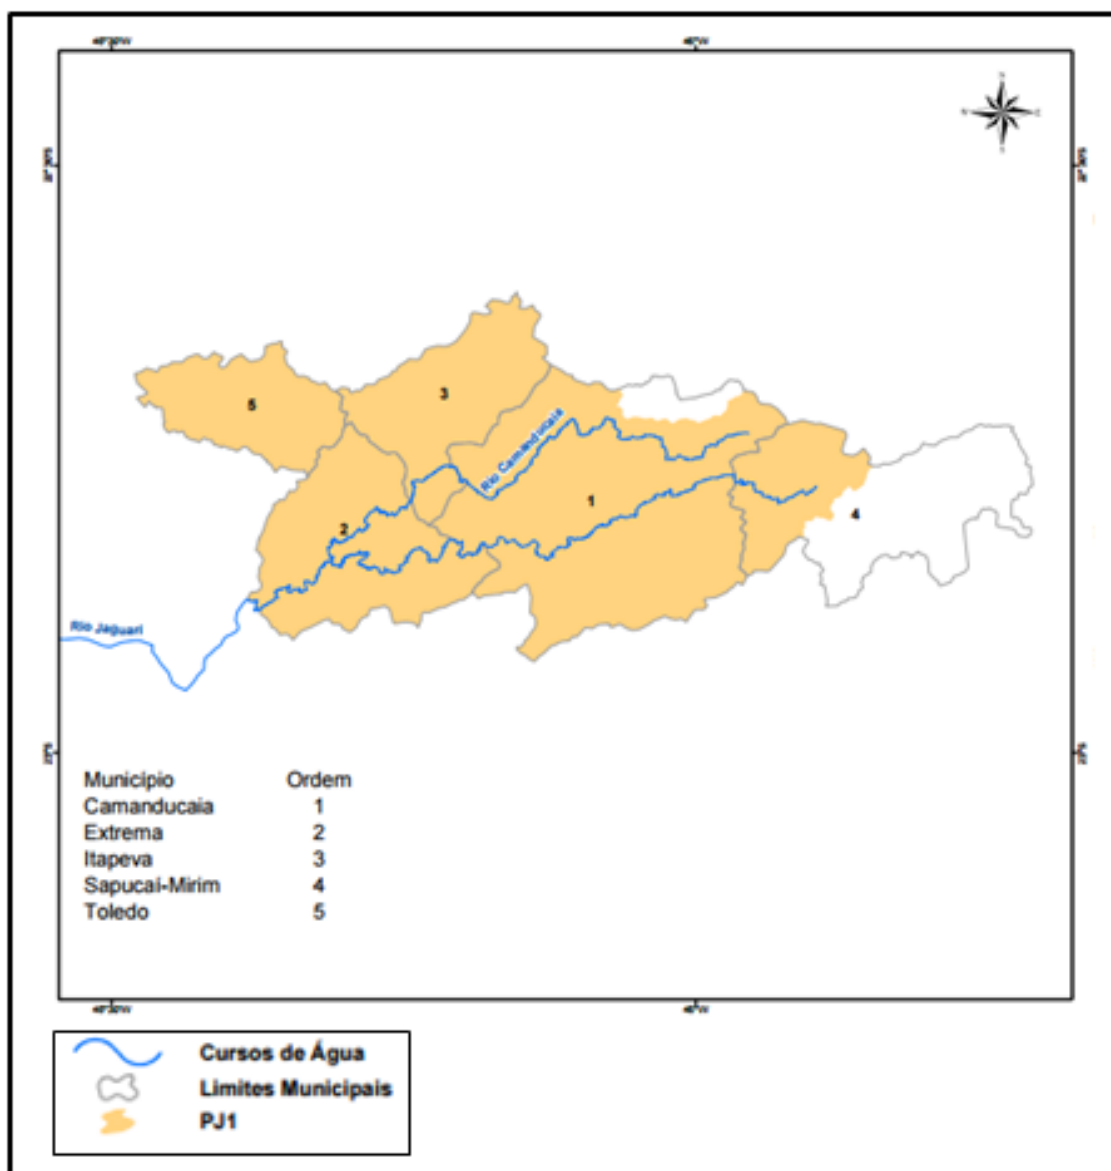 5
3
Rio Camanducaia
1
4
2
Rio Jaguari
Município Ordem
Camanducaia 1
Extrema 2
Itapeva 3
Sapucaí-Mirim 4
Toledo 5
Cursos de Água
Limites Municipais
PJ1